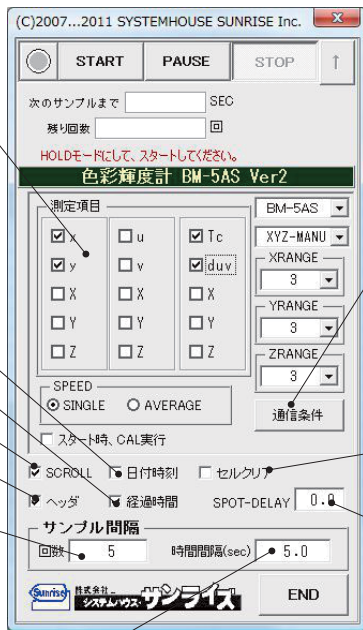 (C)2007...2011 SYSTEMHOUSE SUNRISE Inc.
START PAUSE STOP ↑
次のサンプルまで SEC
残り回数 回
HOLDモードにして、スタートしてください。
色彩輝度計 BM-5AS Ver2
測定項目 BM-5AS
x u Tc XYZ-MANU
y v duv XRANGE
X X X 3
Y Y Y YRANGE
Z Z Z 3
ZRANGE
3
SPEED
SINGLE AVERAGE 通信条件
スタート時、CAL実行
SCROLL 日付時刻 セルクリア
ヘッダ 経過時間 SPOT-DELAY 0.0
サンプル間隔
回数 5 時間間隔(sec) 5.0
Sunrise 株式会社 システムハウス サンライズ END